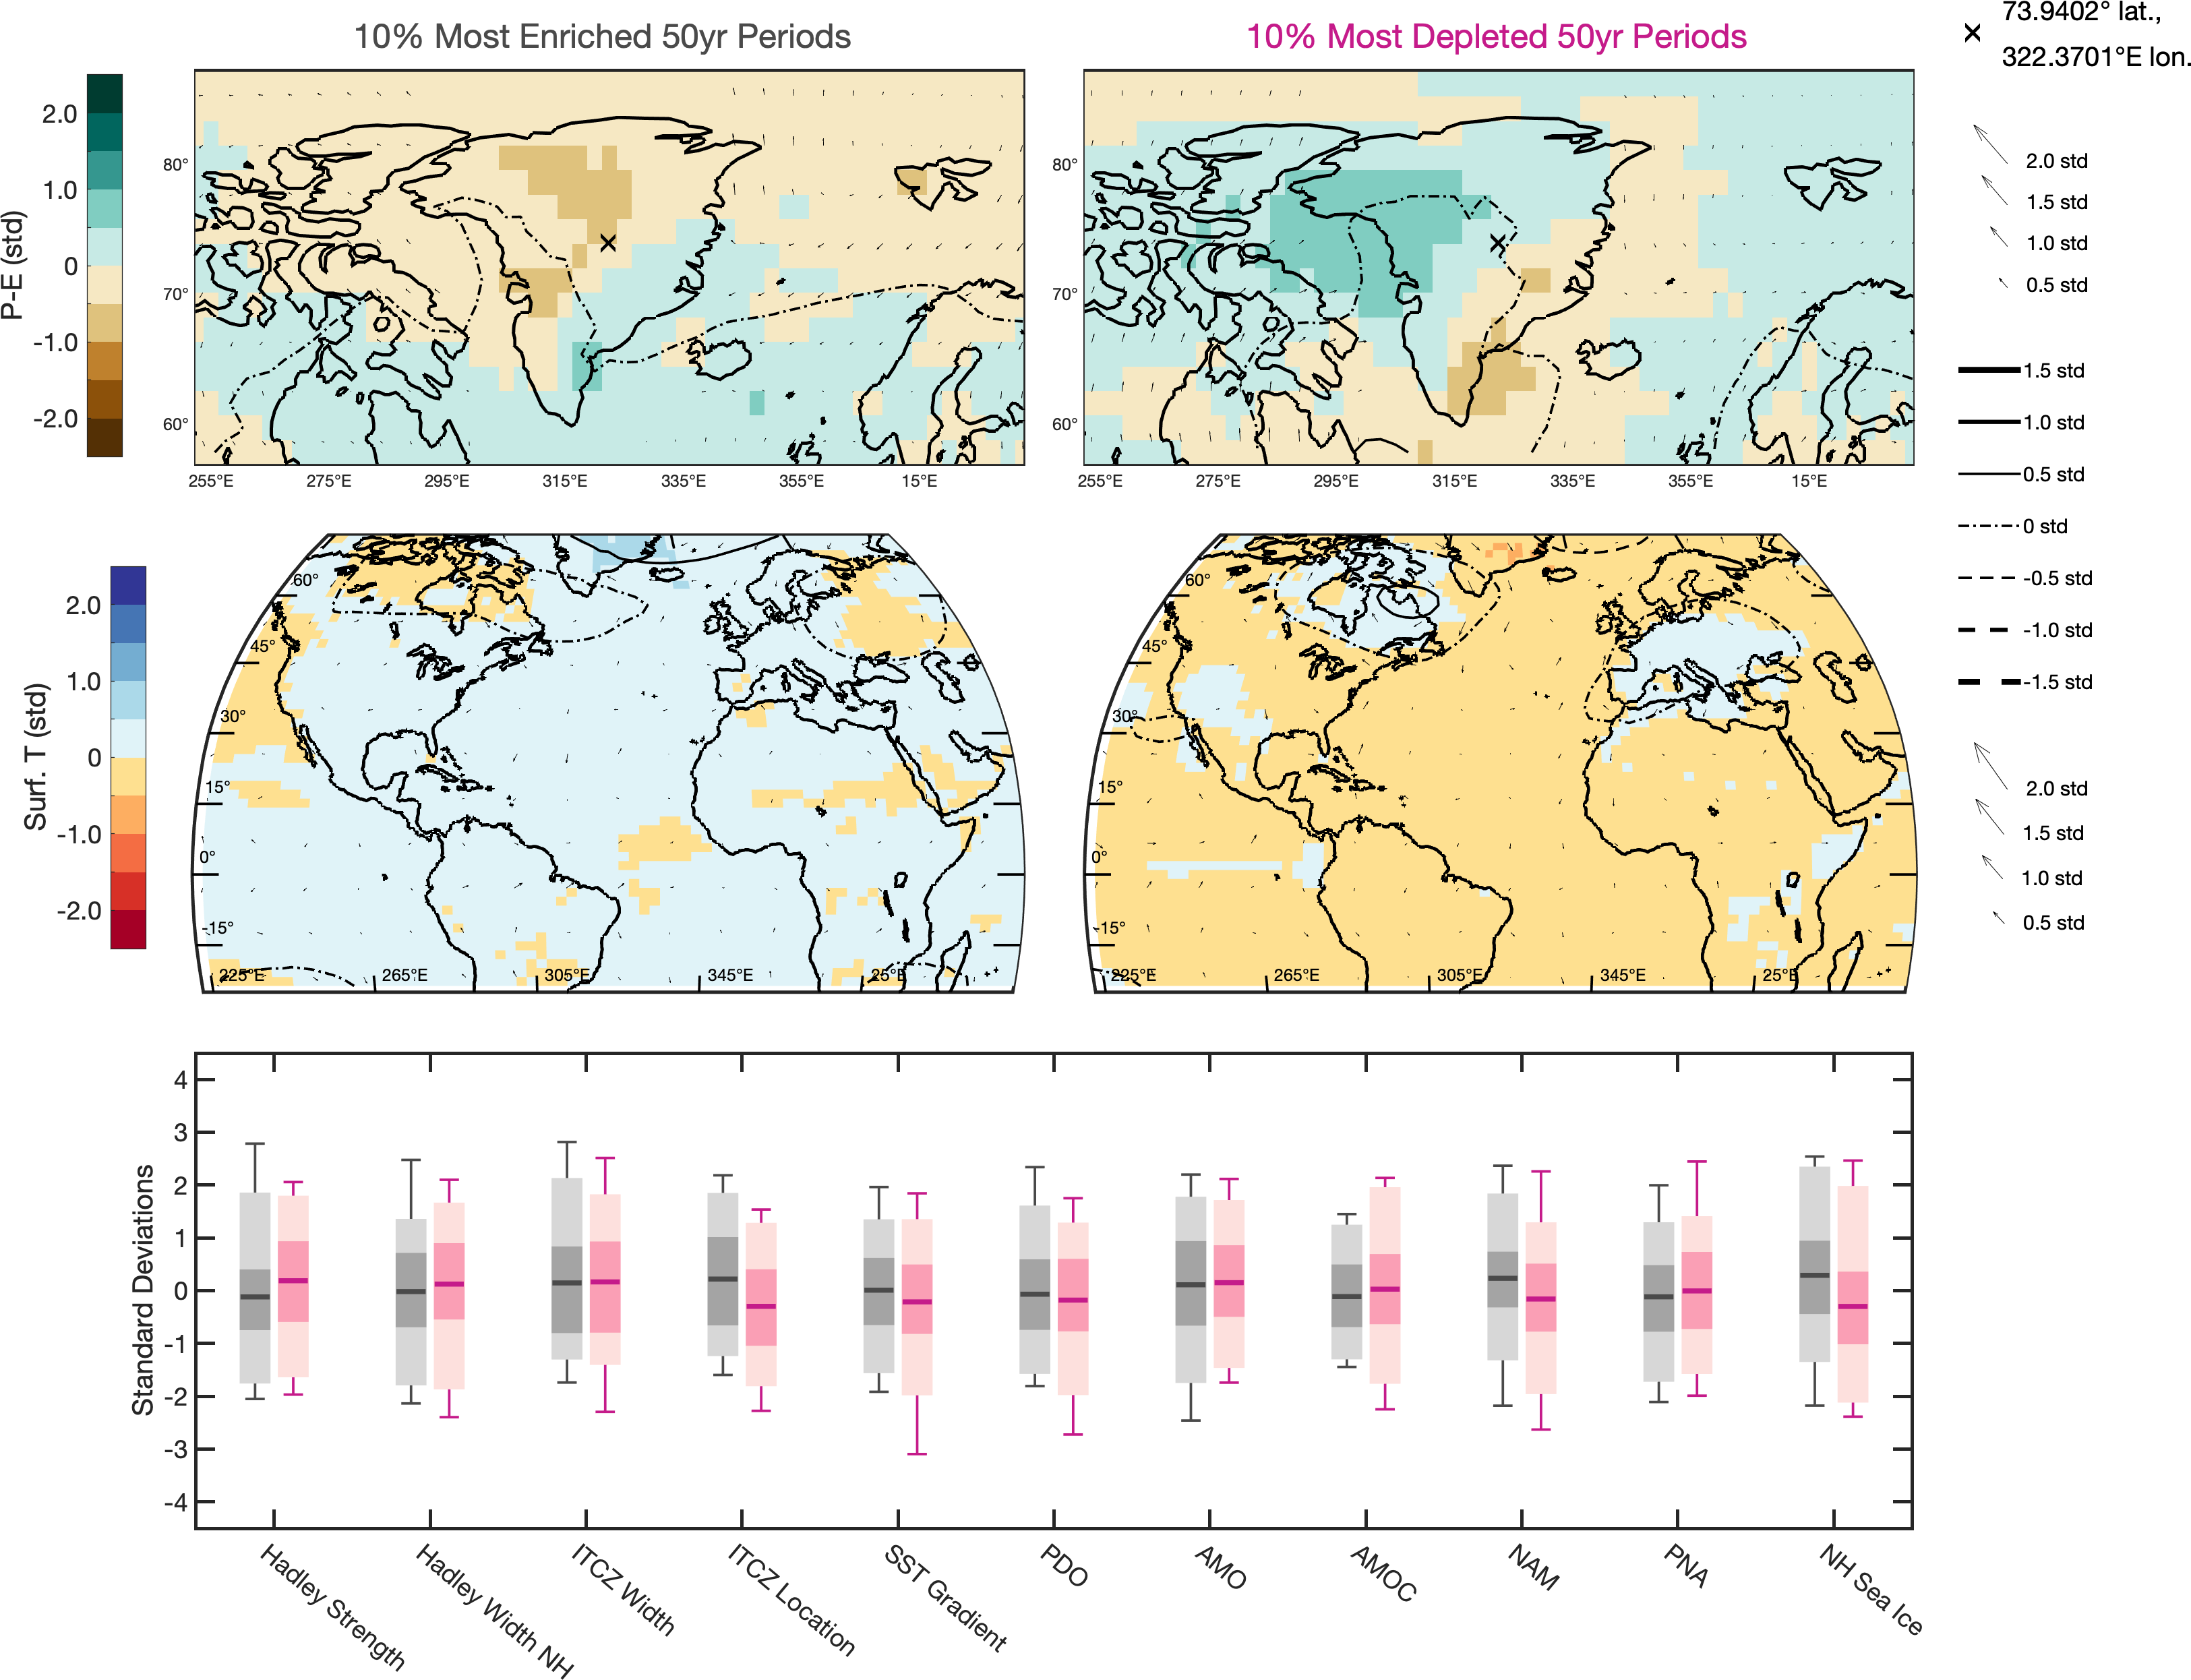 10% Most Enriched 50yr Periods
10% Most Depleted 50yr Periods
73.9402° lat.,
322.3701°E lon.
P-E (std)
2.0
1.0
0
-1.0
-2.0
80°
70°
60°
255°E 275°E 295°E 315°E 335°E 355°E 15°E
80°
70°
60°
255°E 275°E 295°E 315°E 335°E 355°E 15°E
2.0 std
1.5 std
1.0 std
0.5 std
1.5 std
1.0 std
0.5 std
0 std
-0.5 std
-1.0 std
-1.5 std
Surf. T (std)
2.0
1.0
0
-1.0
-2.0
60°
45°
30°
15°
0°
-15°
225°E 265°E 305°E 345°E 25°E
60°
45°
30°
15°
0°
-15°
225°E 265°E 305°E 345°E 25°E
2.0 std
1.5 std
1.0 std
0.5 std
Standard Deviations
4
3
2
1
0
-1
-2
-3
-4
Hadley Strength
Hadley Width NH
ITCZ Width
ITCZ Location
SST Gradient
PDO
AMO
AMOC
NAM
PNA
NH Sea Ice